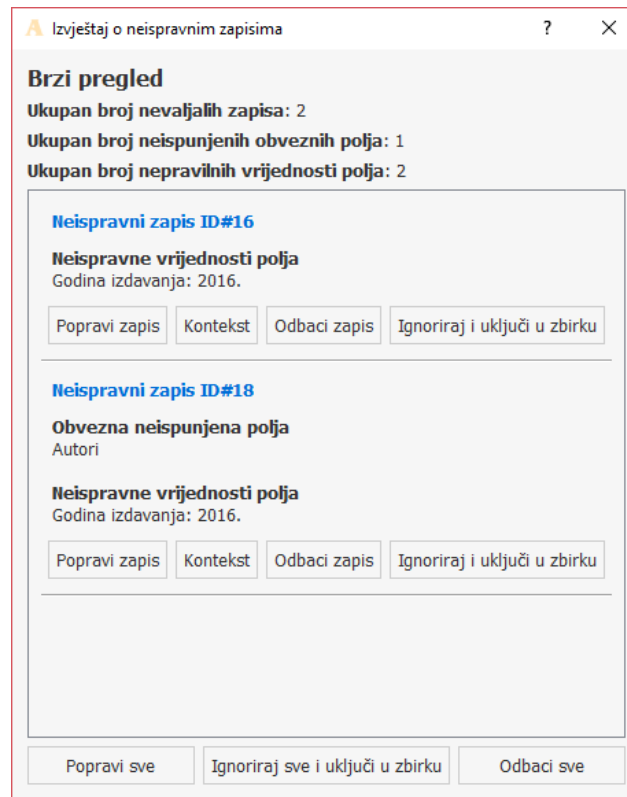 Izvještaj o neispravnim zapisima
Brzi pregled
Ukupan broj nevaljalih zapisa: 2
Ukupan broj neispunjenih obveznih polja: 1
Ukupan broj nepravilnih vrijednosti polja: 2
Neispravni zapis ID#16
Neispravne vrijednosti polja
Godina izdavanja: 2016.
Popravi zapis Kontekst Odbaci zapis Ignoriraj i uključi u zbirku
Neispravni zapis ID#18
Obvezna neispunjena polja
Autori
Neispravne vrijednosti polja
Godina izdavanja: 2016.
Popravi zapis Kontekst Odbaci zapis Ignoriraj i uključi u zbirku
Popravi sve Ignoriraj sve i uključi u zbirku Odbaci sve